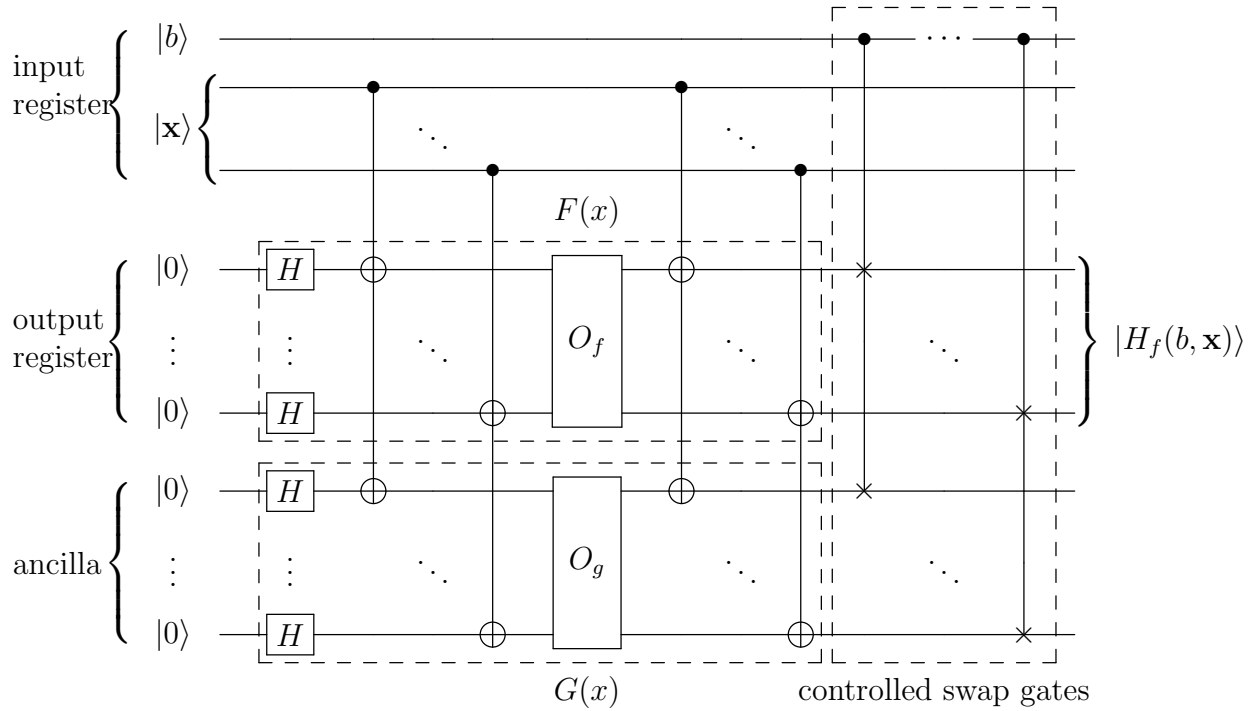 |b⟩
· · ·
input
register
|x⟩
F(x)
|0⟩ H
output
register
O_f
|H_f(b, x)⟩
|0⟩ H
|0⟩ H
ancilla
O_g
|0⟩ H
G(x)
controlled swap gates